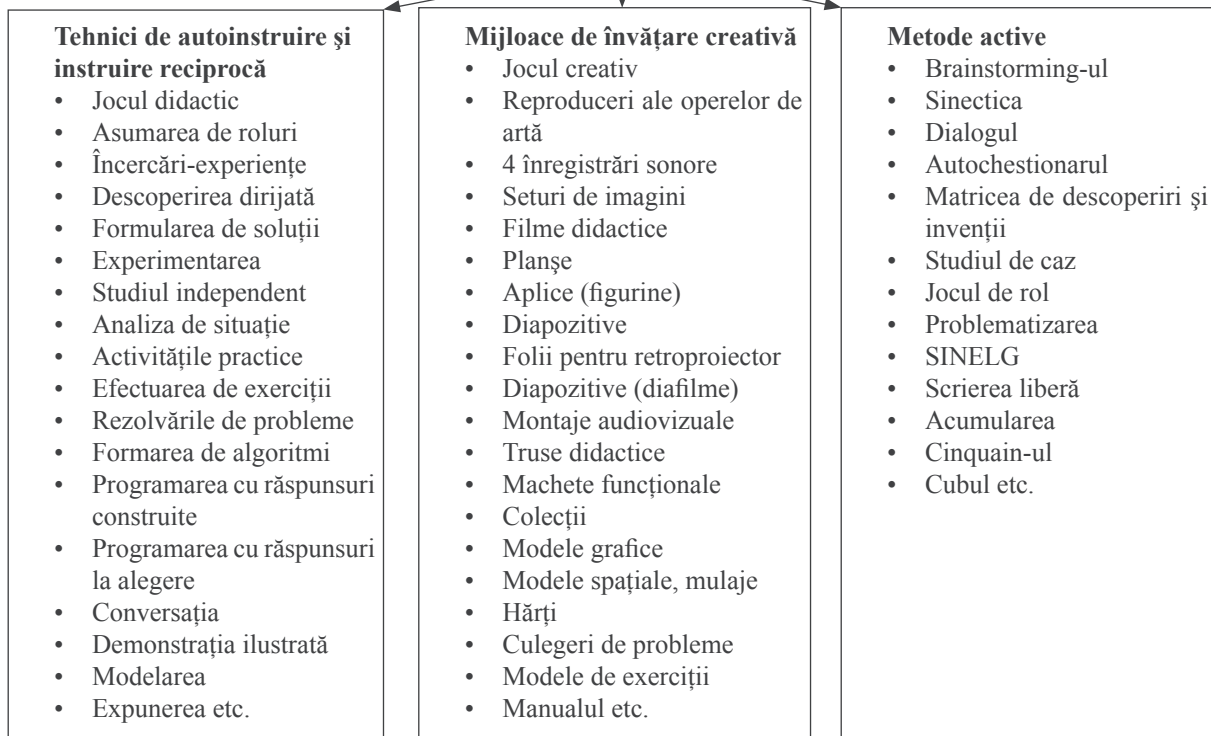 Tehnici de autoinstruire şi
instruire reciprocă
• Jocul didactic
• Asumarea de roluri
• Încercări-experiențe
• Descoperirea dirijată
• Formularea de soluții
• Experimentarea
• Studiul independent
• Analiza de situație
• Activitățile practice
• Efectuarea de exerciții
• Rezolvările de probleme
• Formarea de algoritmi
• Programarea cu răspunsuri
construite
• Programarea cu răspunsuri
la alegere
• Conversația
• Demonstrația ilustrată
• Modelarea
• Expunerea etc.
Mijloace de învățare creativă
• Jocul creativ
• Reproduceri ale operelor de
artă
• 4 înregistrări sonore
• Seturi de imagini
• Filme didactice
• Planşe
• Aplice (figurine)
• Diapozitive
• Folii pentru retroproiector
• Diapozitive (diafilme)
• Montaje audiovizuale
• Truse didactice
• Machete funcționale
• Colecții
• Modele grafice
• Modele spațiale, mulaje
• Hărți
• Culegeri de probleme
• Modele de exerciții
• Manualul etc.
Metode active
• Brainstorming-ul
• Sinectica
• Dialogul
• Autochestionarul
• Matricea de descoperiri şi
invenții
• Studiul de caz
• Jocul de rol
• Problematizarea
• SINELG
• Scrierea liberă
• Acumularea
• Cinquain-ul
• Cubul etc.